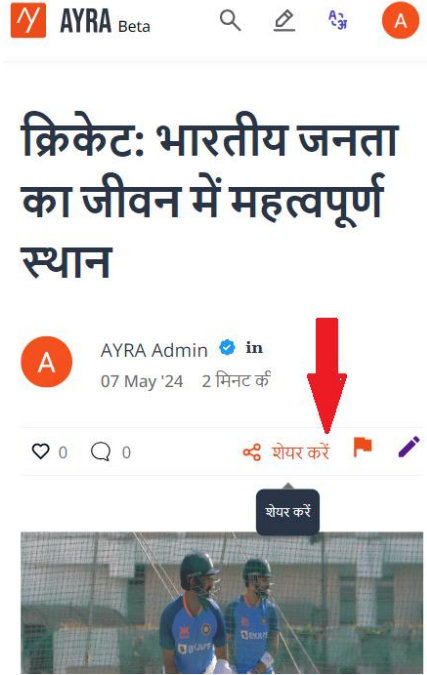 AYRA Beta
A
क्रिकेट: भारतीय जनता
का जीवन में महत्वपूर्ण
स्थान
A
AYRA Admin in
07 May '24 2 मिनट र्क
0 0 शेयर करें
शेयर करें